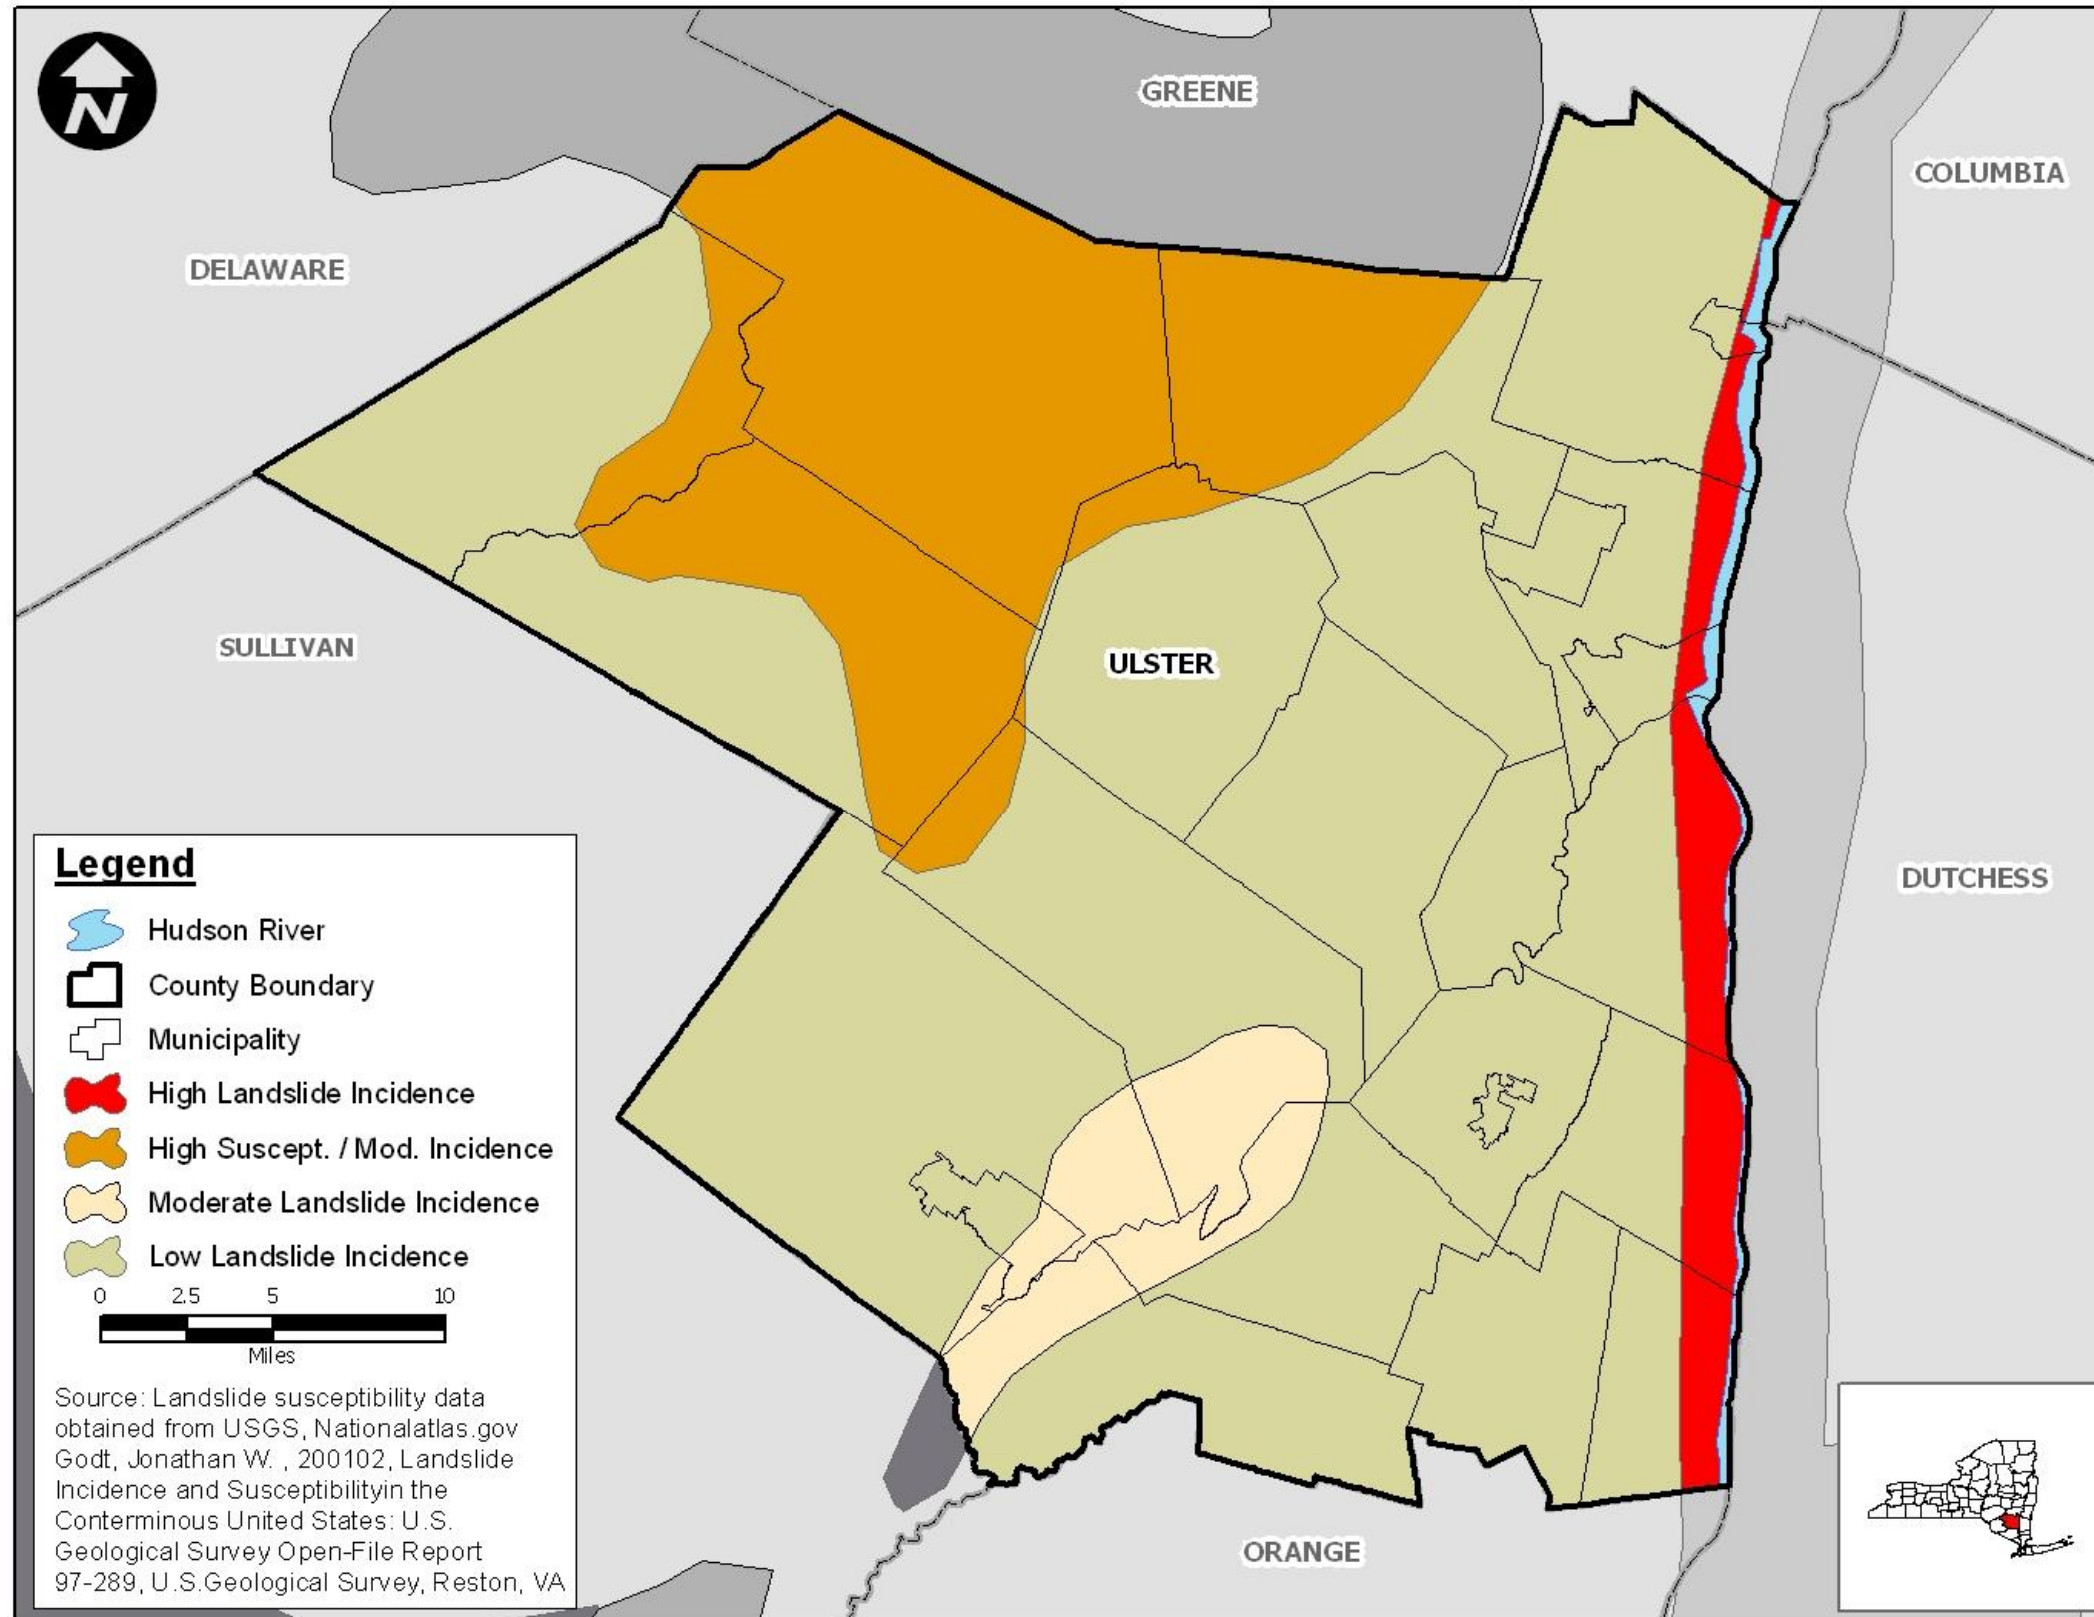 N
GREENE
COLUMBIA
DELAWARE
SULLIVAN
ULSTER
DUTCHESS
ORANGE
Legend
Hudson River
County Boundary
Municipality
High Landslide Incidence
High Suscept. / Mod. Incidence
Moderate Landslide Incidence
Low Landslide Incidence
0 2.5 5 10
Miles
Source: Landslide susceptibility data
obtained from USGS, Nationalatlas.gov
Godt, Jonathan W. , 200102, Landslide
Incidence and Susceptibilityin the
Conterminous United States: U.S.
Geological Survey Open-File Report
97-289, U.S.Geological Survey, Reston, VA